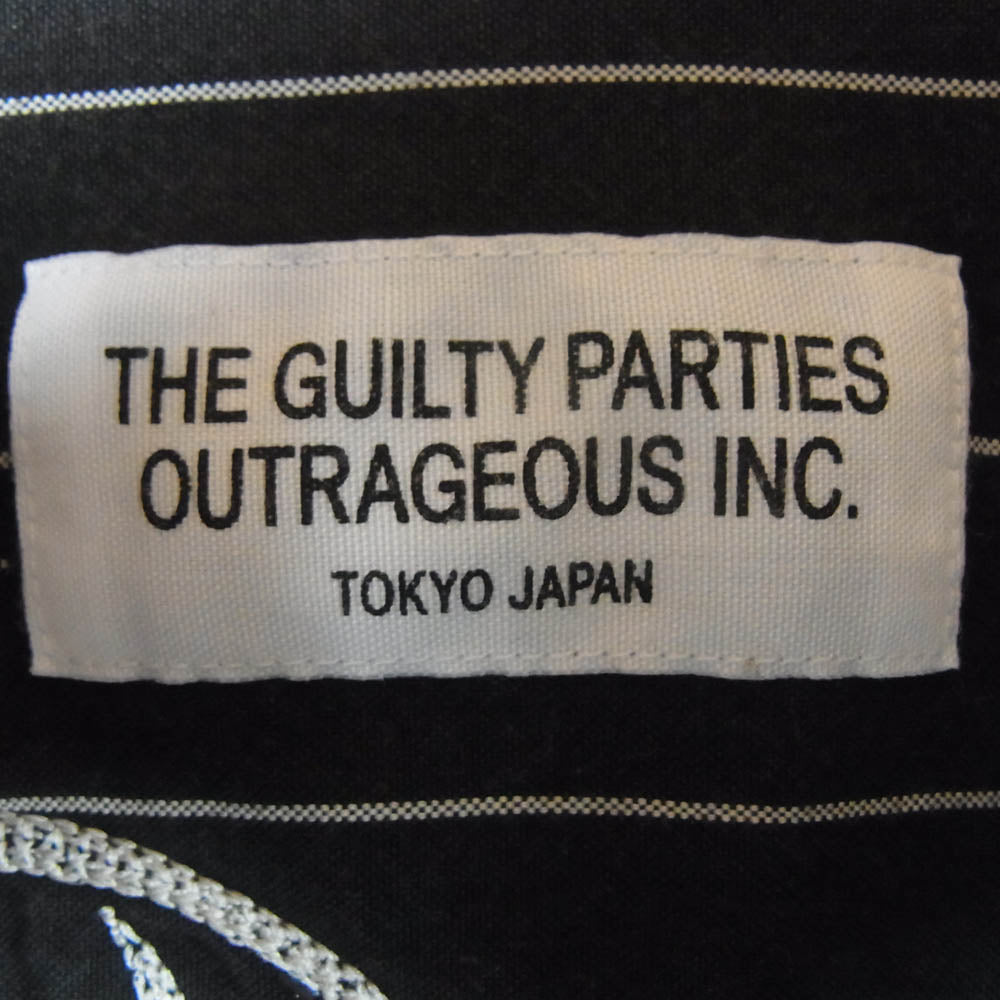 THE GUILTY PARTIES
OUTRAGEOUS INC.
TOKYO JAPAN